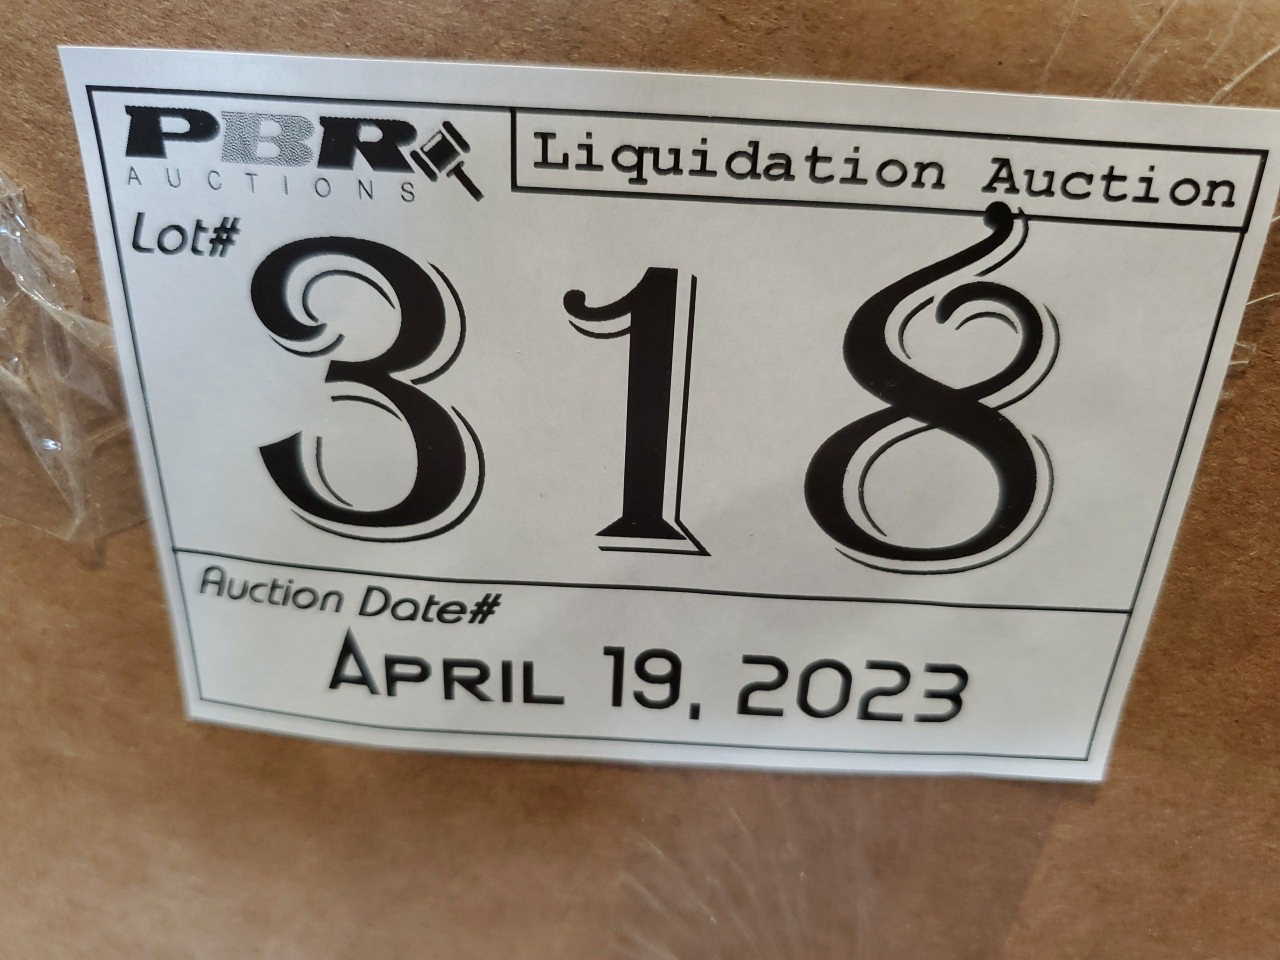 PBR
AUCTIONS
Liquidation Auction
Lot#
318
Auction Date#
April 19, 2023